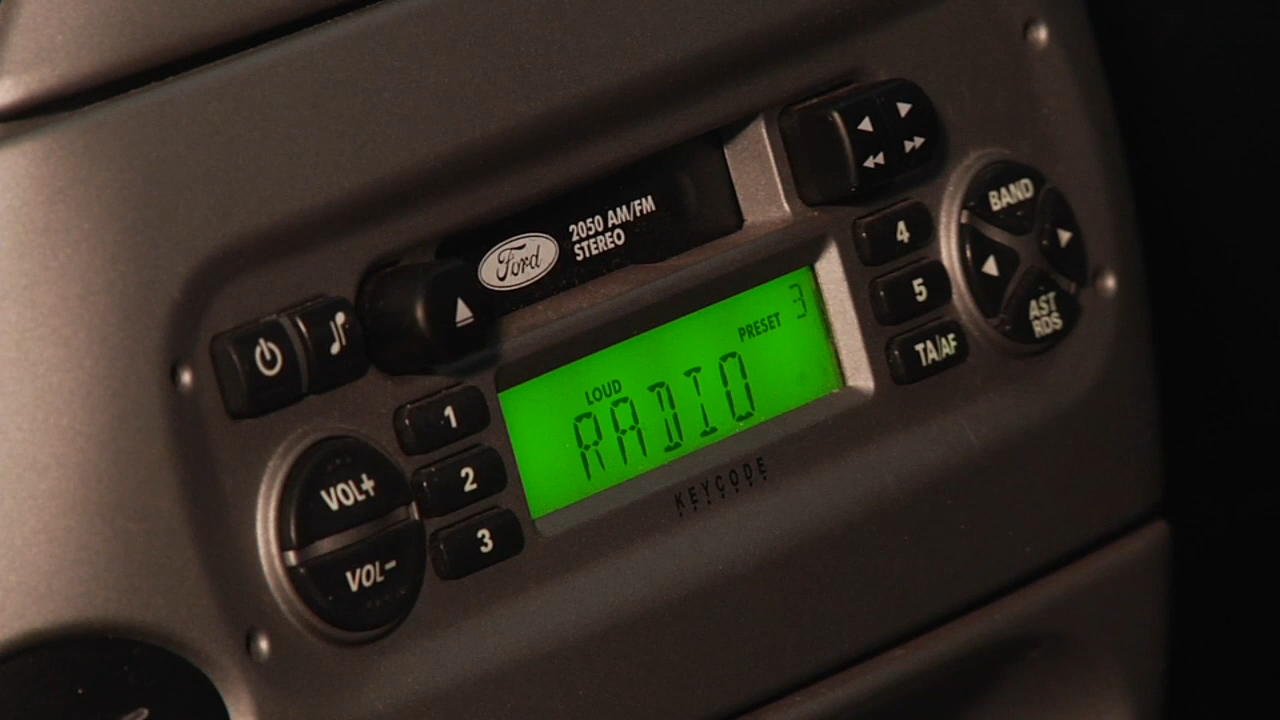 Ford
2050 AM/FM
STEREO
BAND
4
5
AST
RDS
TA/AF
PRESET 3
LOUD
RADIO
1
2
3
VOL+
VOL-
KEYCODE